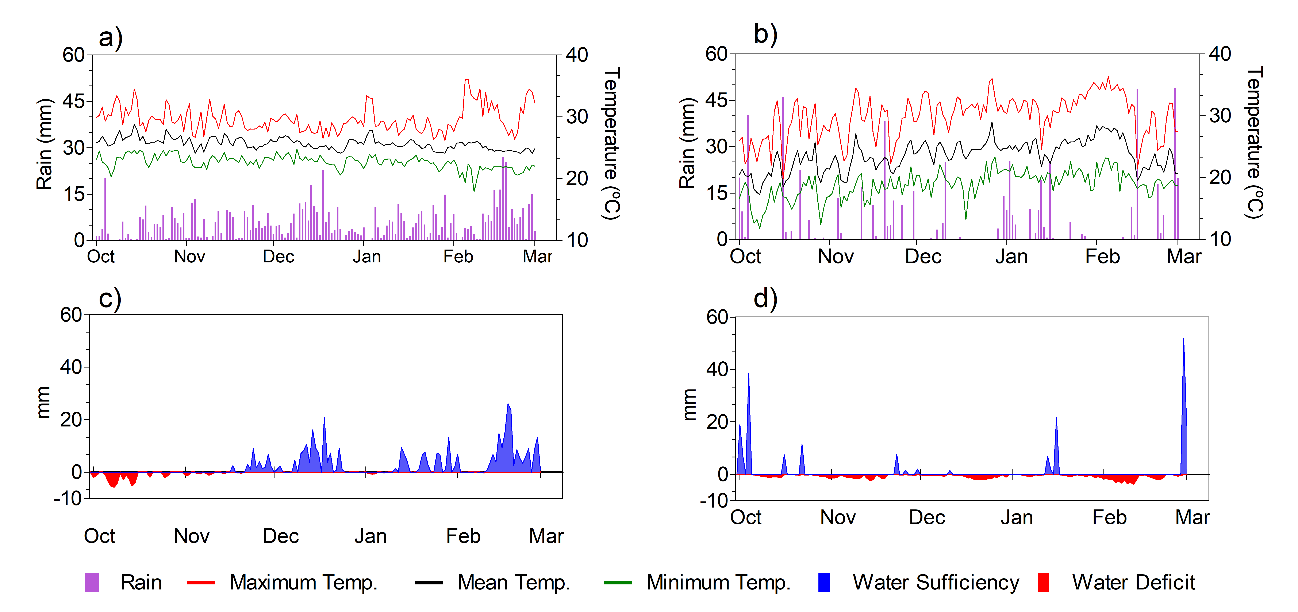 a)
60
45
30
15
0
Rain (mm)
40
30
20
10
Temperature (ºC)
Oct Nov Dec Jan Feb Mar
b)
60
45
30
15
0
Rain (mm)
40
30
20
10
Temperature (ºC)
Oct Nov Dec Jan Feb Mar
c)
60
40
20
0
-10
mm
Oct Nov Dec Jan Feb Mar
d)
60
40
20
0
-10
mm
Oct Nov Dec Jan Feb Mar
Rain Maximum Temp. Mean Temp. Minimum Temp. Water Sufficiency Water Deficit